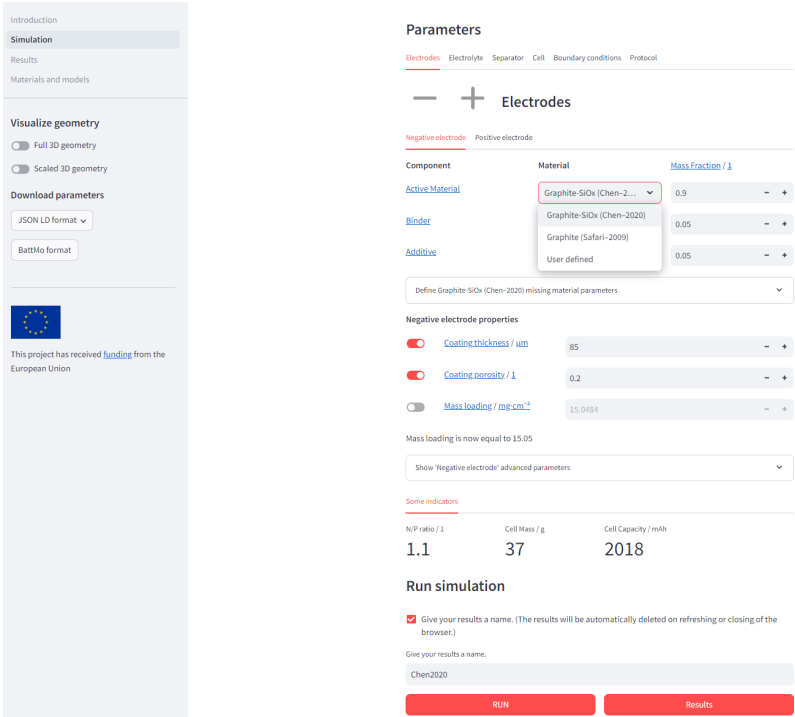 Introduction
Simulation
Results
Materials and models
Visualize geometry
Full 3D geometry
Scaled 3D geometry
Download parameters
JSON LD format
BattMo format
This project has received funding from the
European Union
Parameters
Electrodes Electrolyte Separator Cell Boundary conditions Protocol
Electrodes
Negative electrode Positive electrode
Component Material Mass Fraction / 1
Active Material Graphite-SiOx (Chen–2... 0.9 - +
Graphite-SiOx (Chen–2020)
Binder 0.05 - +
Graphite (Safari–2009)
Additive 0.05 - +
User defined
Define Graphite-SiOx (Chen–2020) missing material parameters
Negative electrode properties
Coating thickness / μm 85 - +
Coating porosity / 1 0.2 - +
Mass loading / mg·cm⁻² 15.0484 - +
Mass loading is now equal to 15.05
Show 'Negative electrode' advanced parameters
Some indicators
N/P ratio / 1 Cell Mass / g Cell Capacity / mAh
1.1 37 2018
Run simulation
Give your results a name. (The results will be automatically deleted on refreshing or closing of the
browser.)
Give your results a name.
Chen2020
RUN Results